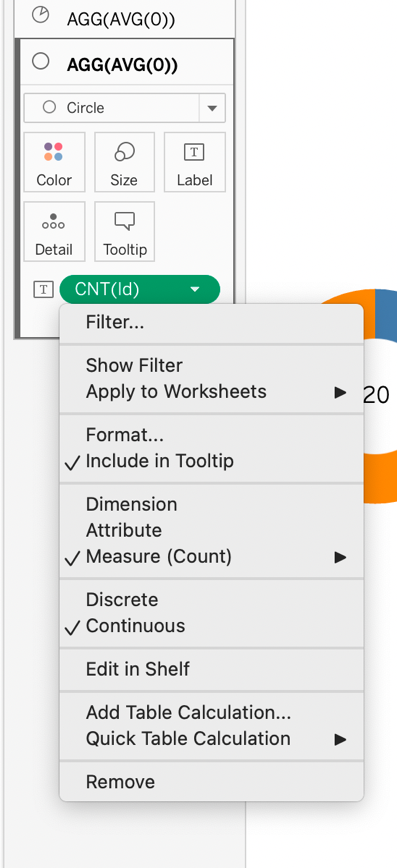 AGG(AVG(0))
AGG(AVG(0))
Circle
Color
Size
T
Label
Detail
Tooltip
T
CNT(Id)
Filter...
Show Filter
Apply to Worksheets
20
Format...
Include in Tooltip
Dimension
Attribute
Measure (Count)
Discrete
Continuous
Edit in Shelf
Add Table Calculation...
Quick Table Calculation
Remove